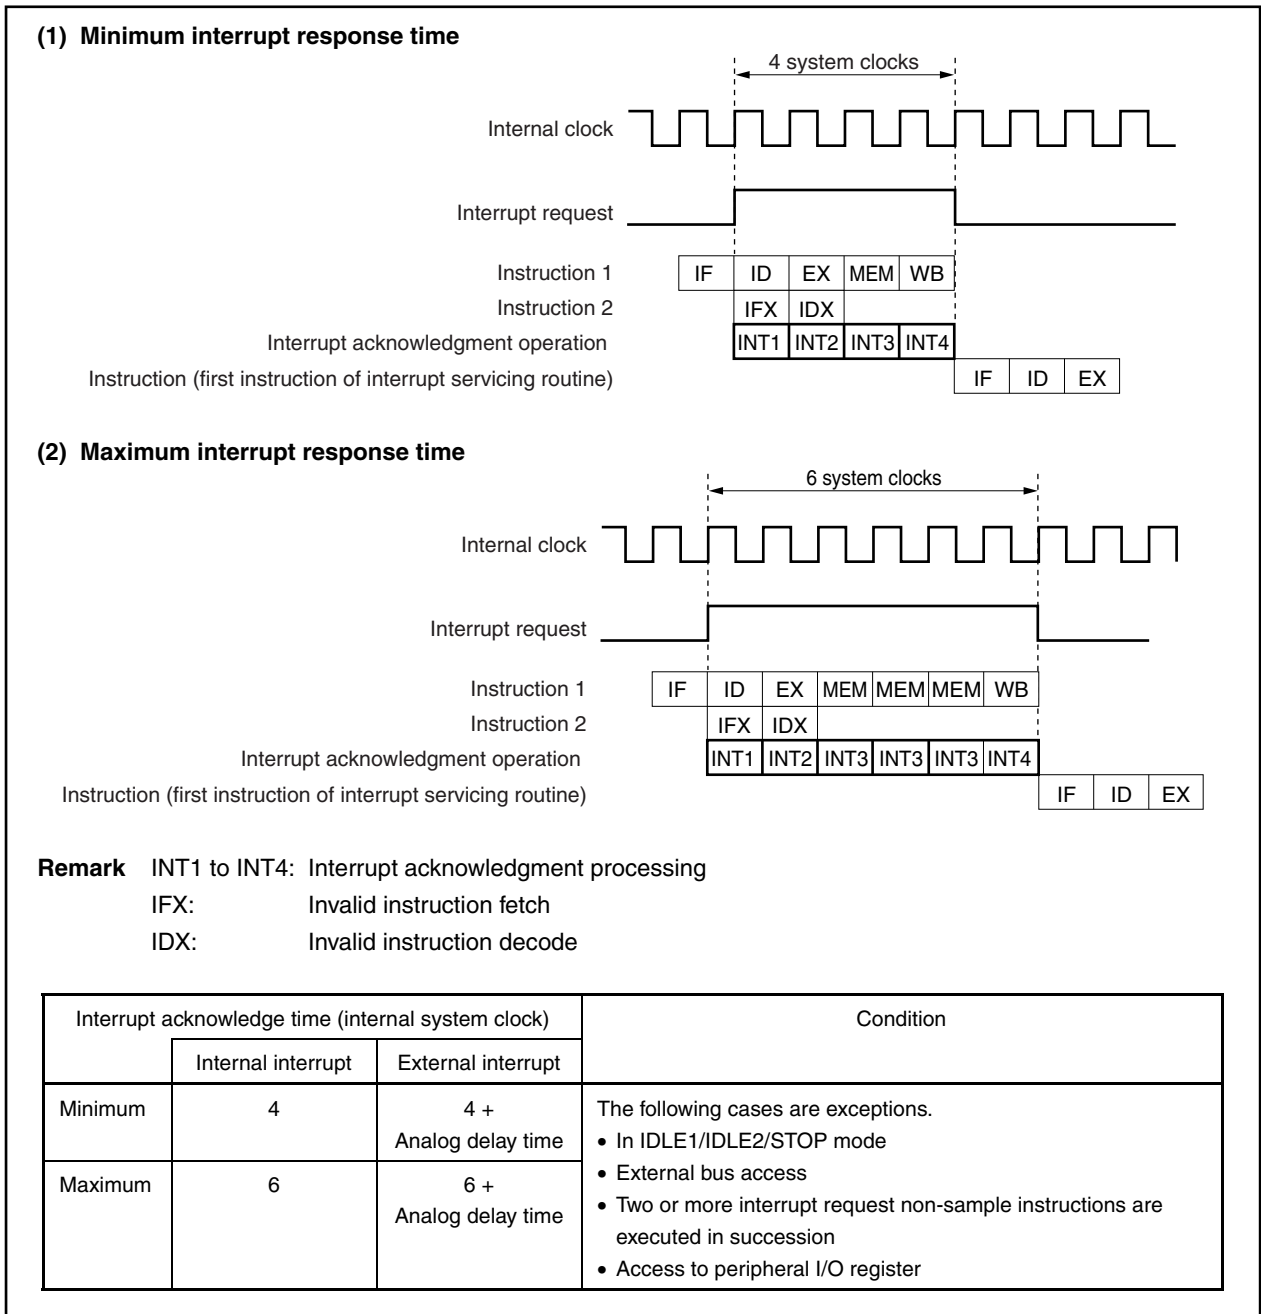 (1) Minimum interrupt response time
4 system clocks
Internal clock
Interrupt request
Instruction 1 IF ID EX MEM WB
Instruction 2 IFX IDX
Interrupt acknowledgment operation INT1 INT2 INT3 INT4
Instruction (first instruction of interrupt servicing routine) IF ID EX
(2) Maximum interrupt response time
6 system clocks
Internal clock
Interrupt request
Instruction 1 IF ID EX MEM MEM MEM WB
Instruction 2 IFX IDX
Interrupt acknowledgment operation INT1 INT2 INT3 INT3 INT3 INT4
Instruction (first instruction of interrupt servicing routine) IF ID EX
Remark INT1 to INT4: Interrupt acknowledgment processing
IFX: Invalid instruction fetch
IDX: Invalid instruction decode
Interrupt acknowledge time (internal system clock) Condition
Internal interrupt External interrupt
Minimum 4 4 +
Analog delay time
Maximum 6 6 +
Analog delay time
The following cases are exceptions.
• In IDLE1/IDLE2/STOP mode
• External bus access
• Two or more interrupt request non-sample instructions are
executed in succession
• Access to peripheral I/O register